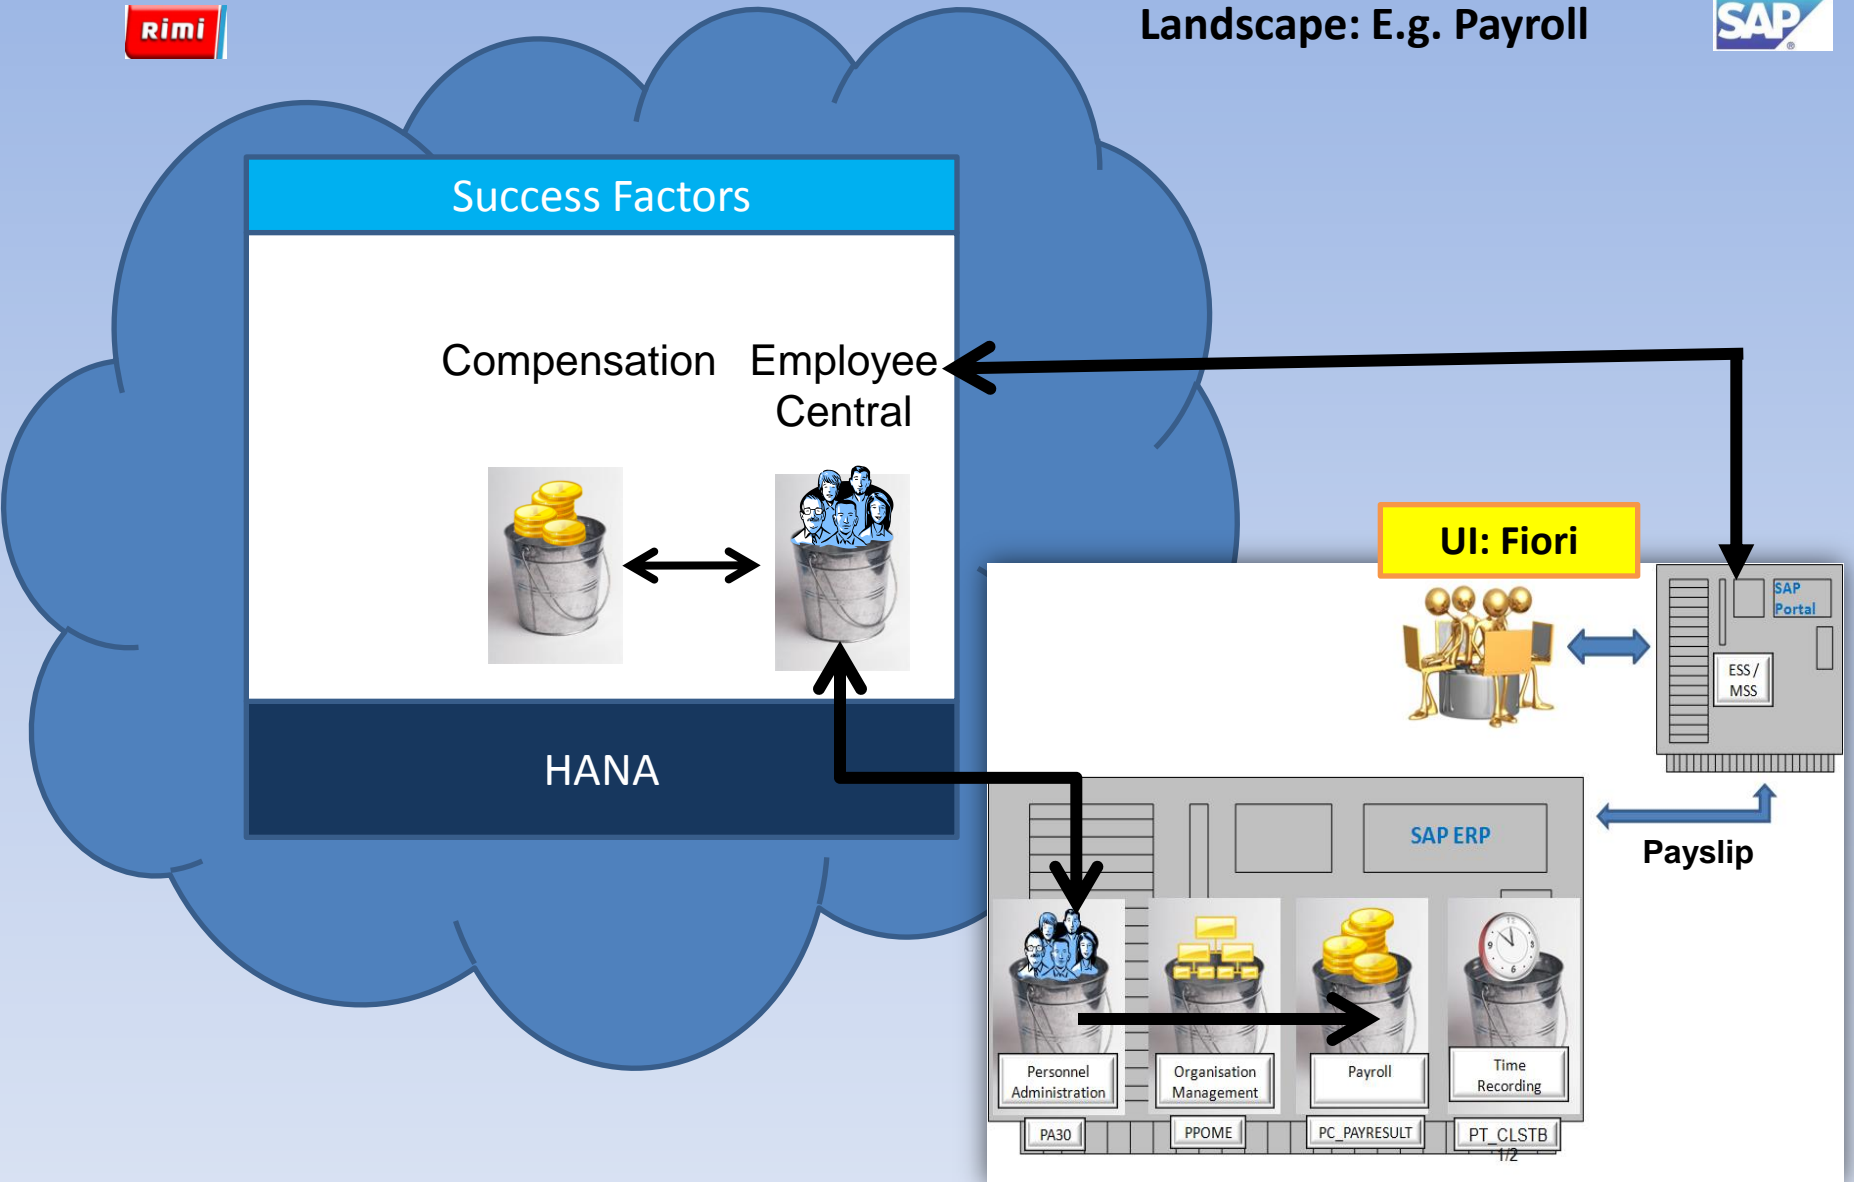 Rimi
Landscape: E.g. Payroll
SAP
®
Success Factors
Compensation
Employee
Central
HANA
UI: Fiori
SAP
Portal
ESS /
MSS
SAP ERP
Payslip
Personnel
Administration
Organisation
Management
Payroll
Time
Recording
PA30
PPOME
PC_PAYRESULT
PT_CLSTB
1/2